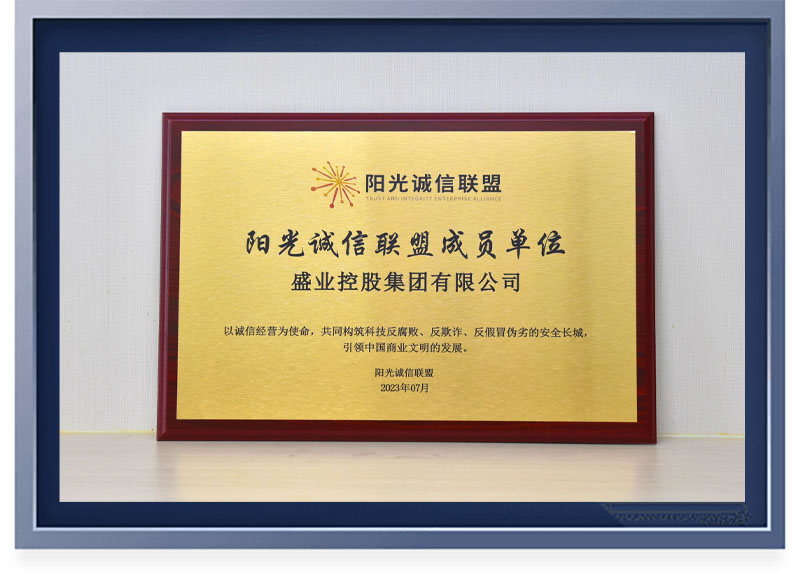 阳光诚信联盟
TRUST AND INTEGRITY ENTERPRISE ALLIANCE
阳光诚信联盟成员单位
盛业控股集团有限公司
以诚信经营为使命，共同构筑科技反腐败、反欺诈、反假冒伪劣的安全长城，
引领中国商业文明的发展。
阳光诚信联盟
2023年07月